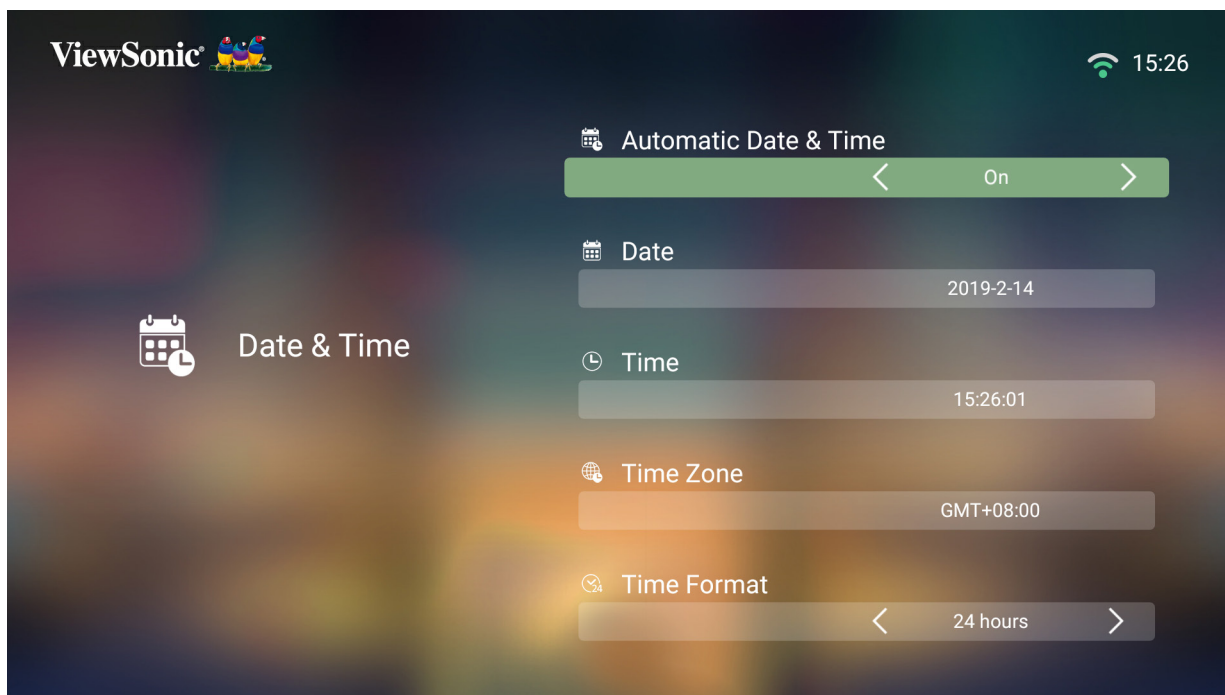 ViewSonic®
15:26
Automatic Date & Time
On
Date
2019-2-14
Date & Time
Time
15:26:01
Time Zone
GMT+08:00
24
Time Format
24 hours